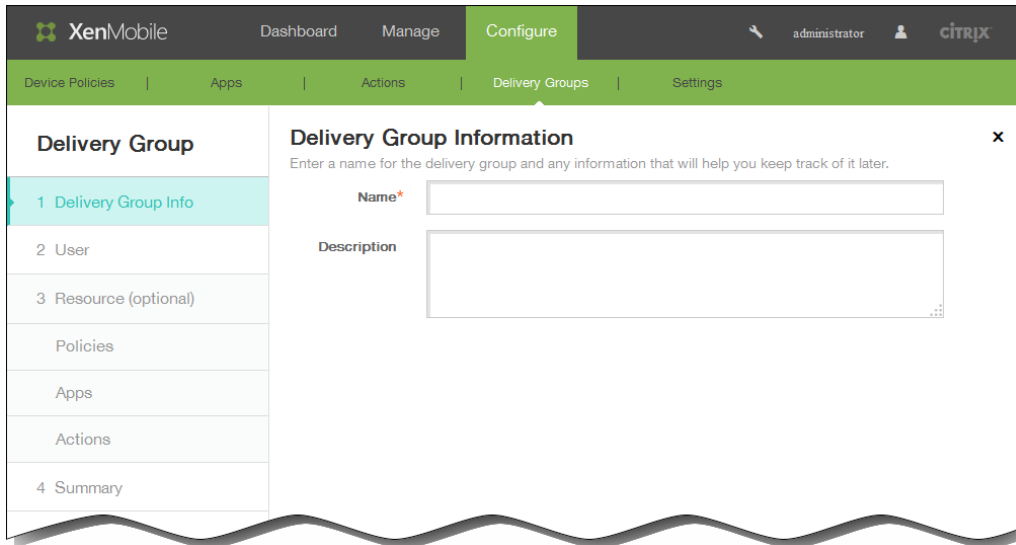 XenMobile Dashboard Manage Configure administrator CİTRIX
Device Policies | Apps | Actions | Delivery Groups | Settings
Delivery Group
1 Delivery Group Info
2 User
3 Resource (optional)
Policies
Apps
Actions
4 Summary
Delivery Group Information
Enter a name for the delivery group and any information that will help you keep track of it later.
Name*
Description